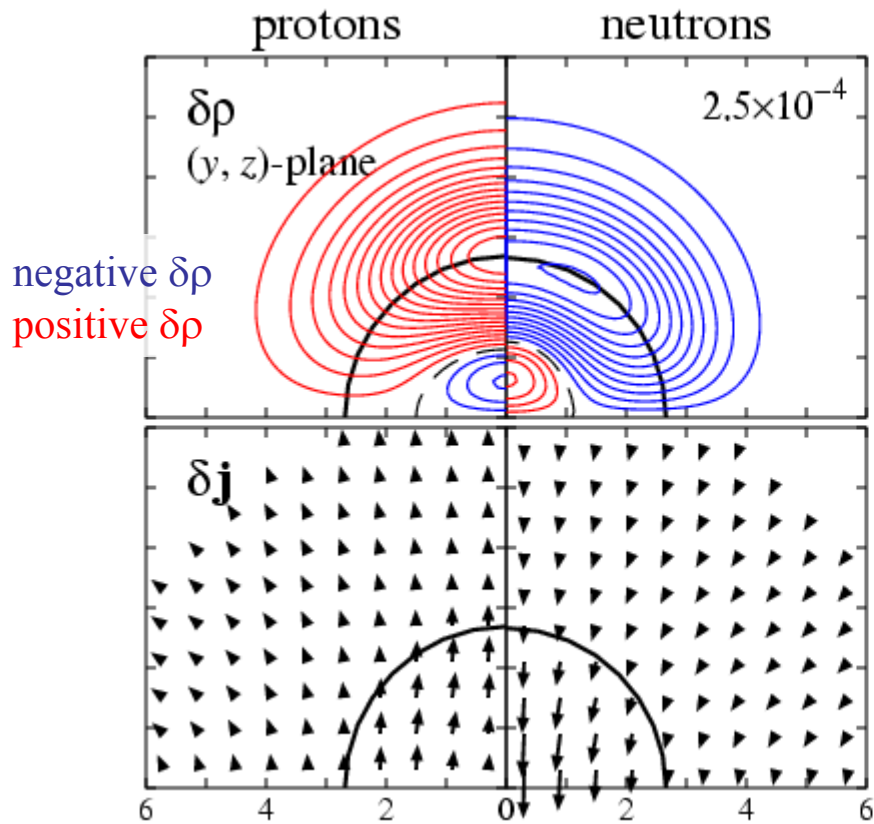 protons neutrons
δρ 2.5×10⁻⁴
(y, z)-plane
negative δρ
positive δρ
δj
6 4 2 0 2 4 6